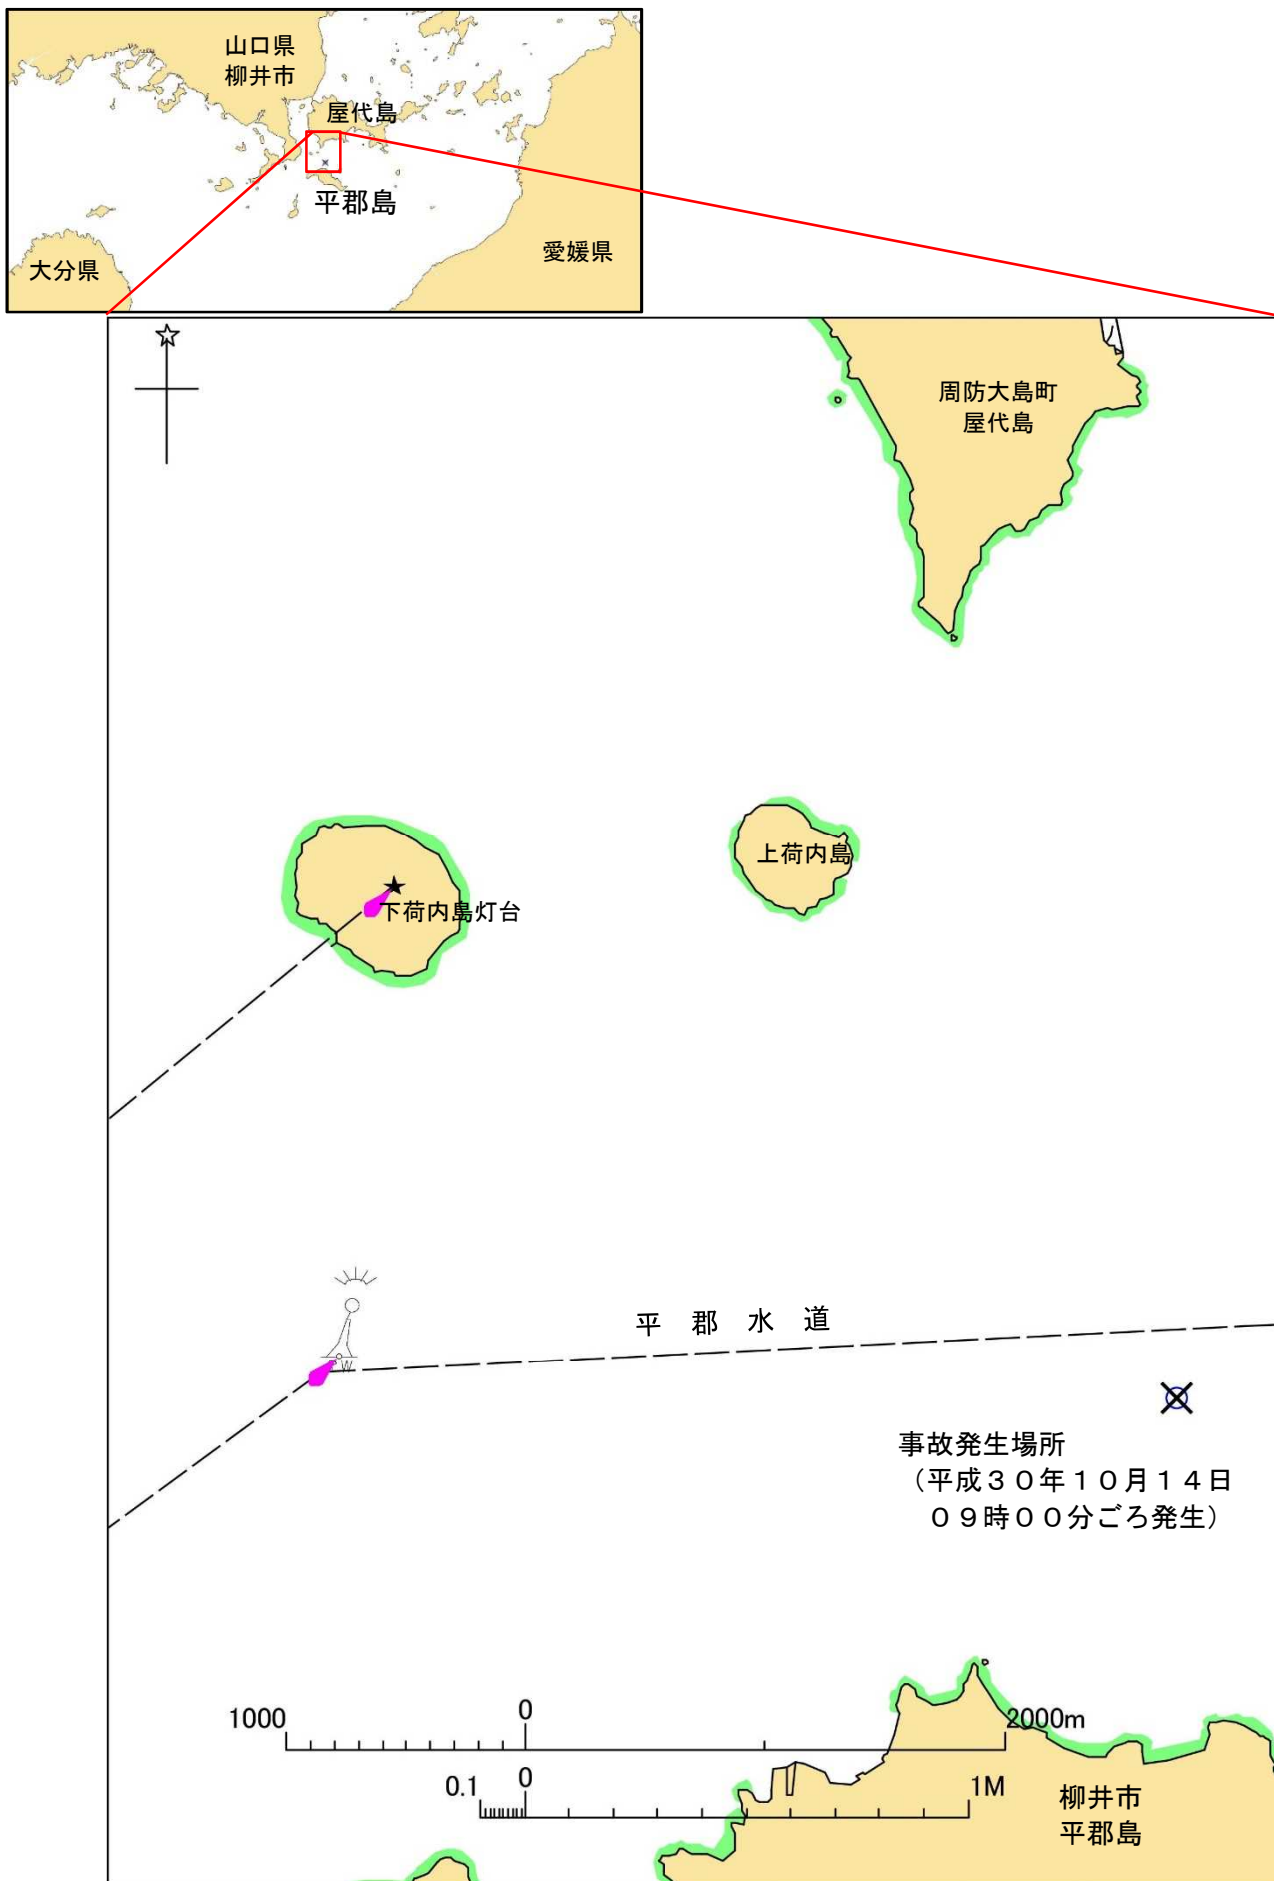 山口県
柳井市
屋代島
平郡島
愛媛県
大分県
周防大島町
屋代島
上荷内島
下荷内島灯台
平 郡 水 道
W
事故発生場所
（平成３０年１０月１４日
０９時００分ごろ発生）
1000 0 2000m
0.1 0 1M
柳井市
平郡島